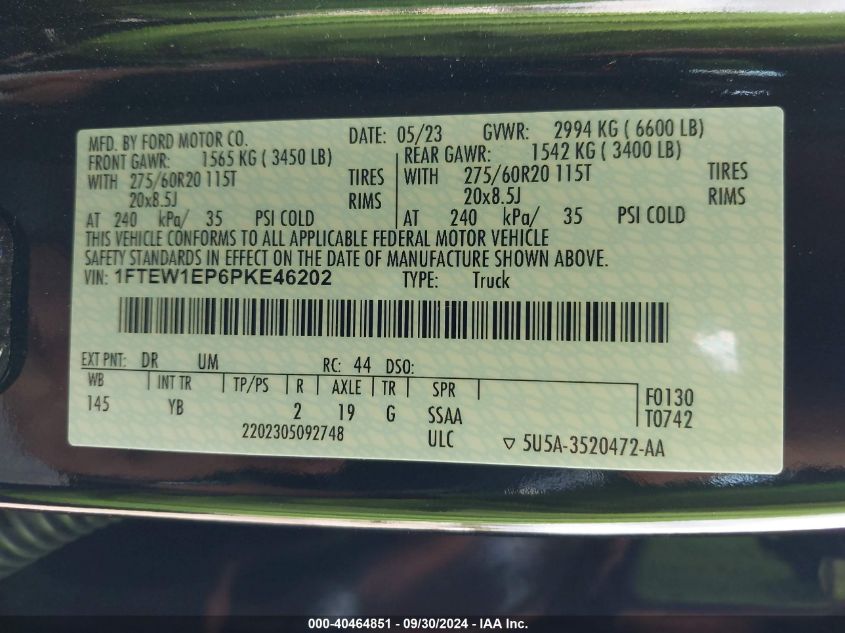 MFD. BY FORD MOTOR CO. DATE: 05/23 GVWR: 2994 KG ( 6600 LB)
FRONT GAWR: 1565 KG ( 3450 LB) REAR GAWR: 1542 KG ( 3400 LB)
WITH 275/60R20 115T TIRES WITH 275/60R20 115T TIRES
20x8.5J RIMS 20x8.5J RIMS
AT 240 kPa/ 35 PSI COLD AT 240 kPa/ 35 PSI COLD
THIS VEHICLE CONFORMS TO ALL APPLICABLE FEDERAL MOTOR VEHICLE
SAFETY STANDARDS IN EFFECT ON THE DATE OF MANUFACTURE SHOWN ABOVE.
VIN: 1FTEW1EP6PKE46202 TYPE: Truck
EXT PNT: DR UM RC: 44 DSO:
WB INT TR TP/PS R AXLE TR SPR F0130
145 YB 2 19 G SSAA T0742
2202305092748 ULC ▽ 5U5A-3520472-AA
000-40464851 - 09/30/2024 - IAA Inc.